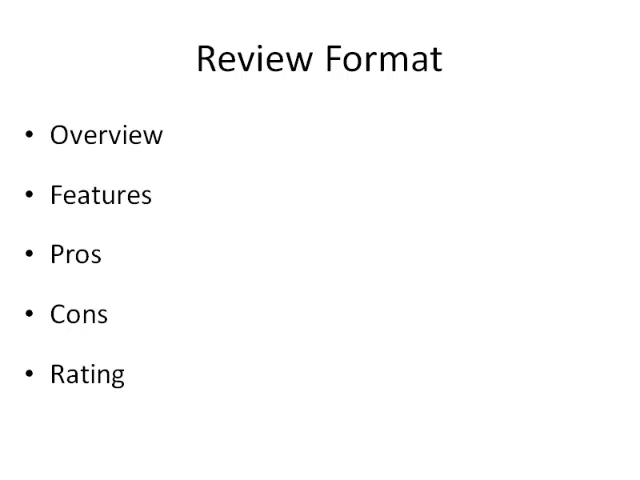 Review Format
• Overview
• Features
• Pros
• Cons
• Rating